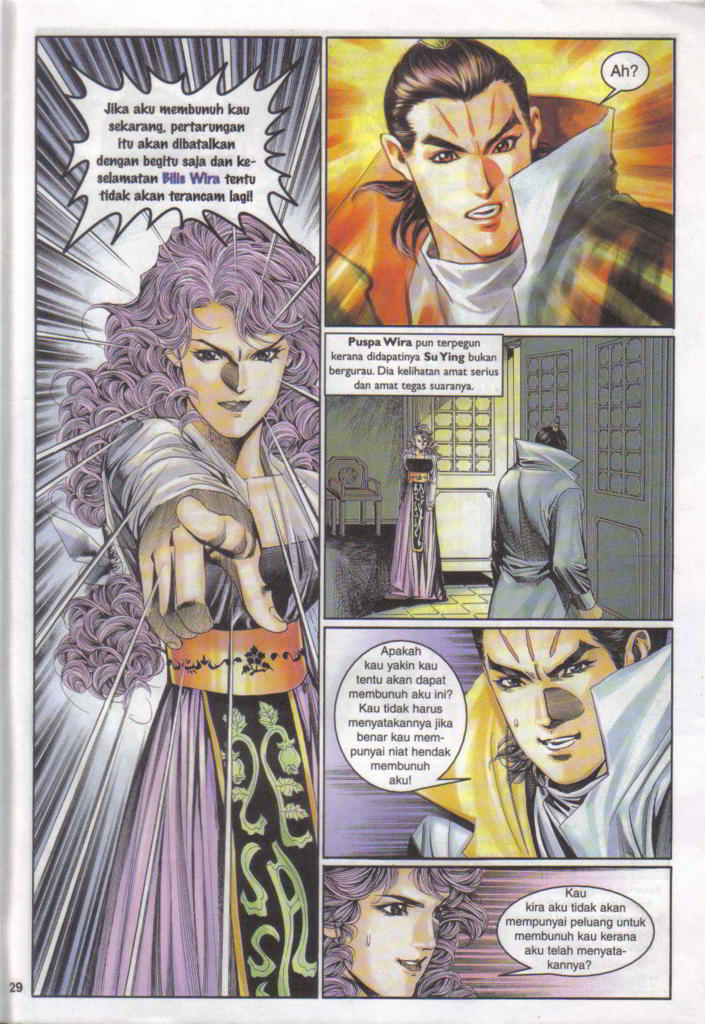 Jika aku membunuh kau
sekarang, pertarungan
itu akan dibatalkan
dengan begitu saja dan ke-
selamatan Bills Wira tentu
tidak akan terancam lagi!
Ah?
Puspa Wira pun terpegun
kerana didapatinya Su Ying bukan
bergurau. Dia kelihatan amat serius
dan amat tegas suaranya.
Apakah
kau yakin kau
tentu akan dapat
membunuh aku ini?
Kau tidak harus
menyatakannya jika
benar kau mem-
punyai niat hendak
membunuh
aku!
Kau
kira aku tidak akan
mempunyai peluang untuk
membunuh kau kerana
aku telah menyata-
kannya?
29